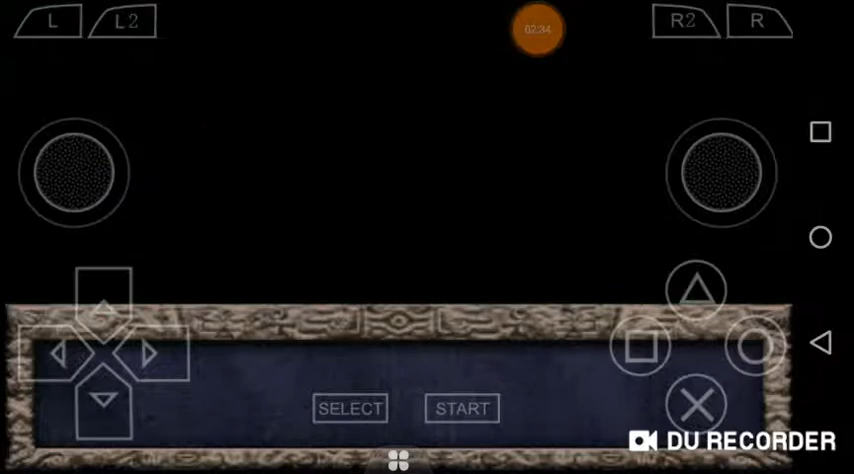 L
L2
02:34
R2
R
SELECT
START
DU RECORDER